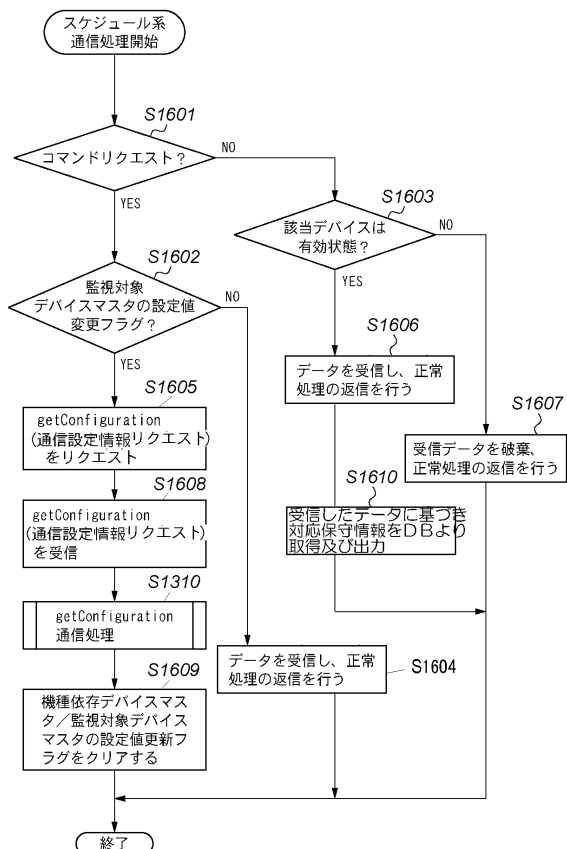 スケジュール系
通信処理開始
S1601
コマンドリクエスト？
NO
YES
S1603
該当デバイスは
有効状態？
NO
YES
S1602
監視対象
デバイスマスタの設定値
変更フラグ？
NO
YES
S1606
データを受信し、正常
処理の返信を行う
S1605
getConfiguration
(通信設定情報リクエスト)
をリクエスト
S1607
受信データを破棄、
正常処理の返信を行う
S1608
getConfiguration
(通信設定情報リクエスト)
を受信
S1610
受信したデータに基づき
対応保守情報をＤＢより
取得及び出力
S1310
getConfiguration
通信処理
データを受信し、正常
処理の返信を行う
S1604
S1609
機種依存デバイスマス
タ／監視対象デバイス
マスタの設定値更新フ
ラグをクリアする
終了